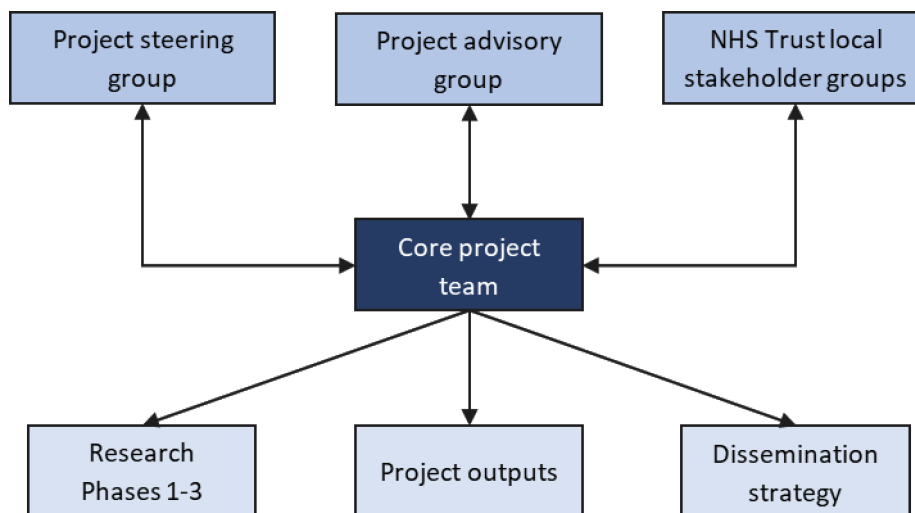 Project steering
group
Project advisory
group
NHS Trust local
stakeholder groups
Core project
team
Research
Phases 1-3
Project outputs
Dissemination
strategy